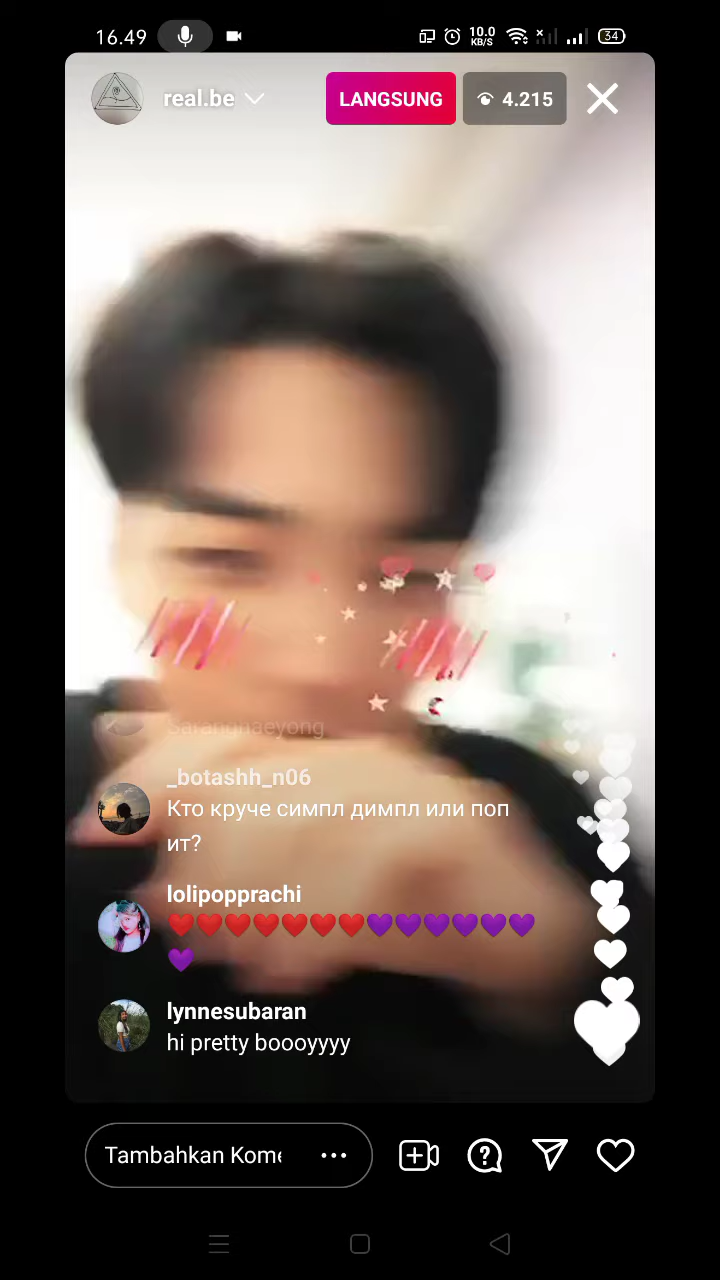 16.49
10.0
KB/S
34
real.be
LANGSUNG
4.215
Saranghaeyong
_botashh_n06
Кто круче симпл димпл или поп
ит?
lolipopprachi
❤️❤️❤️❤️❤️❤️❤️💜💜💜💜💜💜
💜
lynnesubaran
hi pretty boooyyyy
Tambahkan Kome